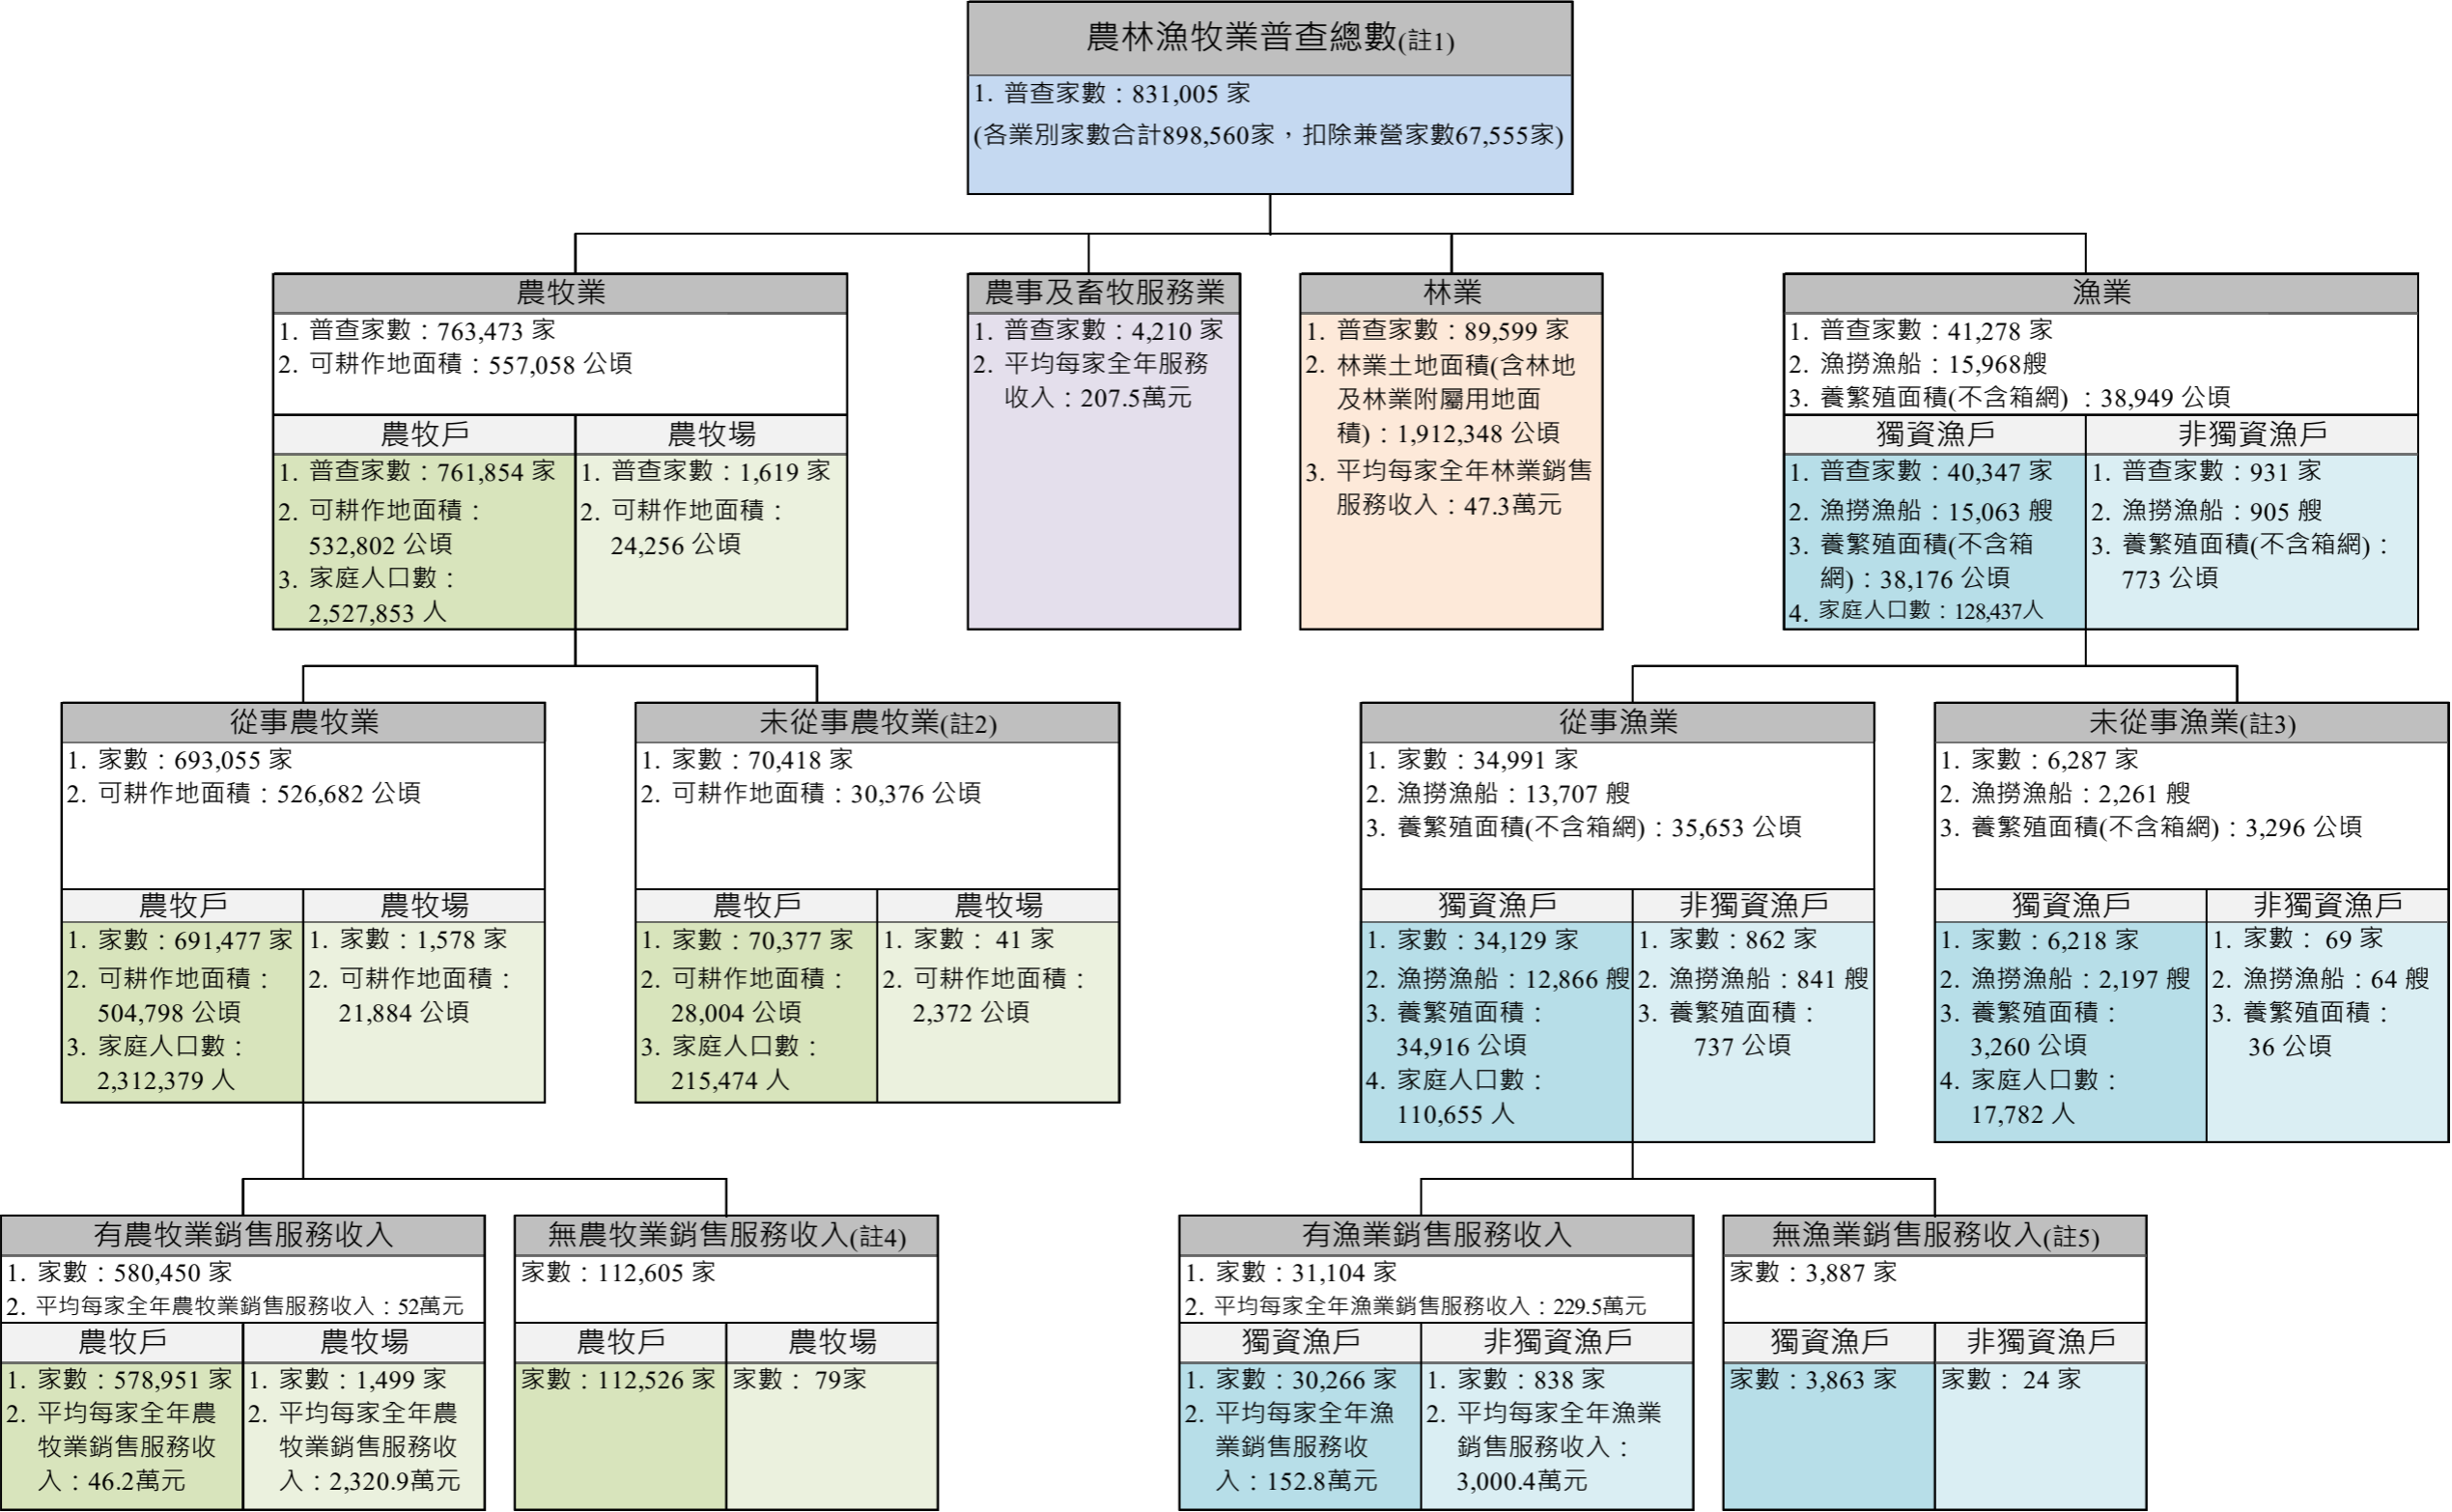 農林漁牧業普查總數(註1)
1. 普查家數：831,005 家
(各業別家數合計898,560家，扣除兼營家數67,555家)
農牧業
1. 普查家數：763,473 家
2. 可耕作地面積：557,058 公頃
農牧戶
1. 普查家數：761,854 家
2. 可耕作地面積：
532,802 公頃
3. 家庭人口數：
2,527,853 人
農牧場
1. 普查家數：1,619 家
2. 可耕作地面積：
24,256 公頃
農事及畜牧服務業
1. 普查家數：4,210 家
2. 平均每家全年服務
收入：207.5萬元
林業
1. 普查家數：89,599 家
2. 林業土地面積(含林地
及林業附屬用地面
積)：1,912,348 公頃
3. 平均每家全年林業銷售
服務收入：47.3萬元
漁業
1. 普查家數：41,278 家
2. 漁撈漁船：15,968艘
3. 養繁殖面積(不含箱網) ：38,949 公頃
獨資漁戶
1. 普查家數：40,347 家
2. 漁撈漁船：15,063 艘
3. 養繁殖面積(不含箱
網)：38,176 公頃
4. 家庭人口數：128,437人
非獨資漁戶
1. 普查家數：931 家
2. 漁撈漁船：905 艘
3. 養繁殖面積(不含箱網)：
773 公頃
從事農牧業
1. 家數：693,055 家
2. 可耕作地面積：526,682 公頃
農牧戶
1. 家數：691,477 家
2. 可耕作地面積：
504,798 公頃
3. 家庭人口數：
2,312,379 人
農牧場
1. 家數：1,578 家
2. 可耕作地面積：
21,884 公頃
未從事農牧業(註2)
1. 家數：70,418 家
2. 可耕作地面積：30,376 公頃
農牧戶
1. 家數：70,377 家
2. 可耕作地面積：
28,004 公頃
3. 家庭人口數：
215,474 人
農牧場
1. 家數： 41 家
2. 可耕作地面積：
2,372 公頃
從事漁業
1. 家數：34,991 家
2. 漁撈漁船：13,707 艘
3. 養繁殖面積(不含箱網)：35,653 公頃
獨資漁戶
1. 家數：34,129 家
2. 漁撈漁船：12,866 艘
3. 養繁殖面積：
34,916 公頃
4. 家庭人口數：
110,655 人
非獨資漁戶
1. 家數：862 家
2. 漁撈漁船：841 艘
3. 養繁殖面積：
737 公頃
未從事漁業(註3)
1. 家數：6,287 家
2. 漁撈漁船：2,261 艘
3. 養繁殖面積(不含箱網)：3,296 公頃
獨資漁戶
1. 家數：6,218 家
2. 漁撈漁船：2,197 艘
3. 養繁殖面積：
3,260 公頃
4. 家庭人口數：
17,782 人
非獨資漁戶
1. 家數： 69 家
2. 漁撈漁船：64 艘
3. 養繁殖面積：
36 公頃
有農牧業銷售服務收入
1. 家數：580,450 家
2. 平均每家全年農牧業銷售服務收入：52萬元
農牧戶
1. 家數：578,951 家
2. 平均每家全年農
牧業銷售服務收
入：46.2萬元
農牧場
1. 家數：1,499 家
2. 平均每家全年農
牧業銷售服務收
入：2,320.9萬元
無農牧業銷售服務收入(註4)
家數：112,605 家
農牧戶
家數：112,526 家
農牧場
家數： 79家
有漁業銷售服務收入
1. 家數：31,104 家
2. 平均每家全年漁業銷售服務收入：229.5萬元
獨資漁戶
1. 家數：30,266 家
2. 平均每家全年漁
業銷售服務收
入：152.8萬元
非獨資漁戶
1. 家數：838 家
2. 平均每家全年漁業
銷售服務收入：
3,000.4萬元
無漁業銷售服務收入(註5)
家數：3,887 家
獨資漁戶
家數：3,863 家
非獨資漁戶
家數： 24 家